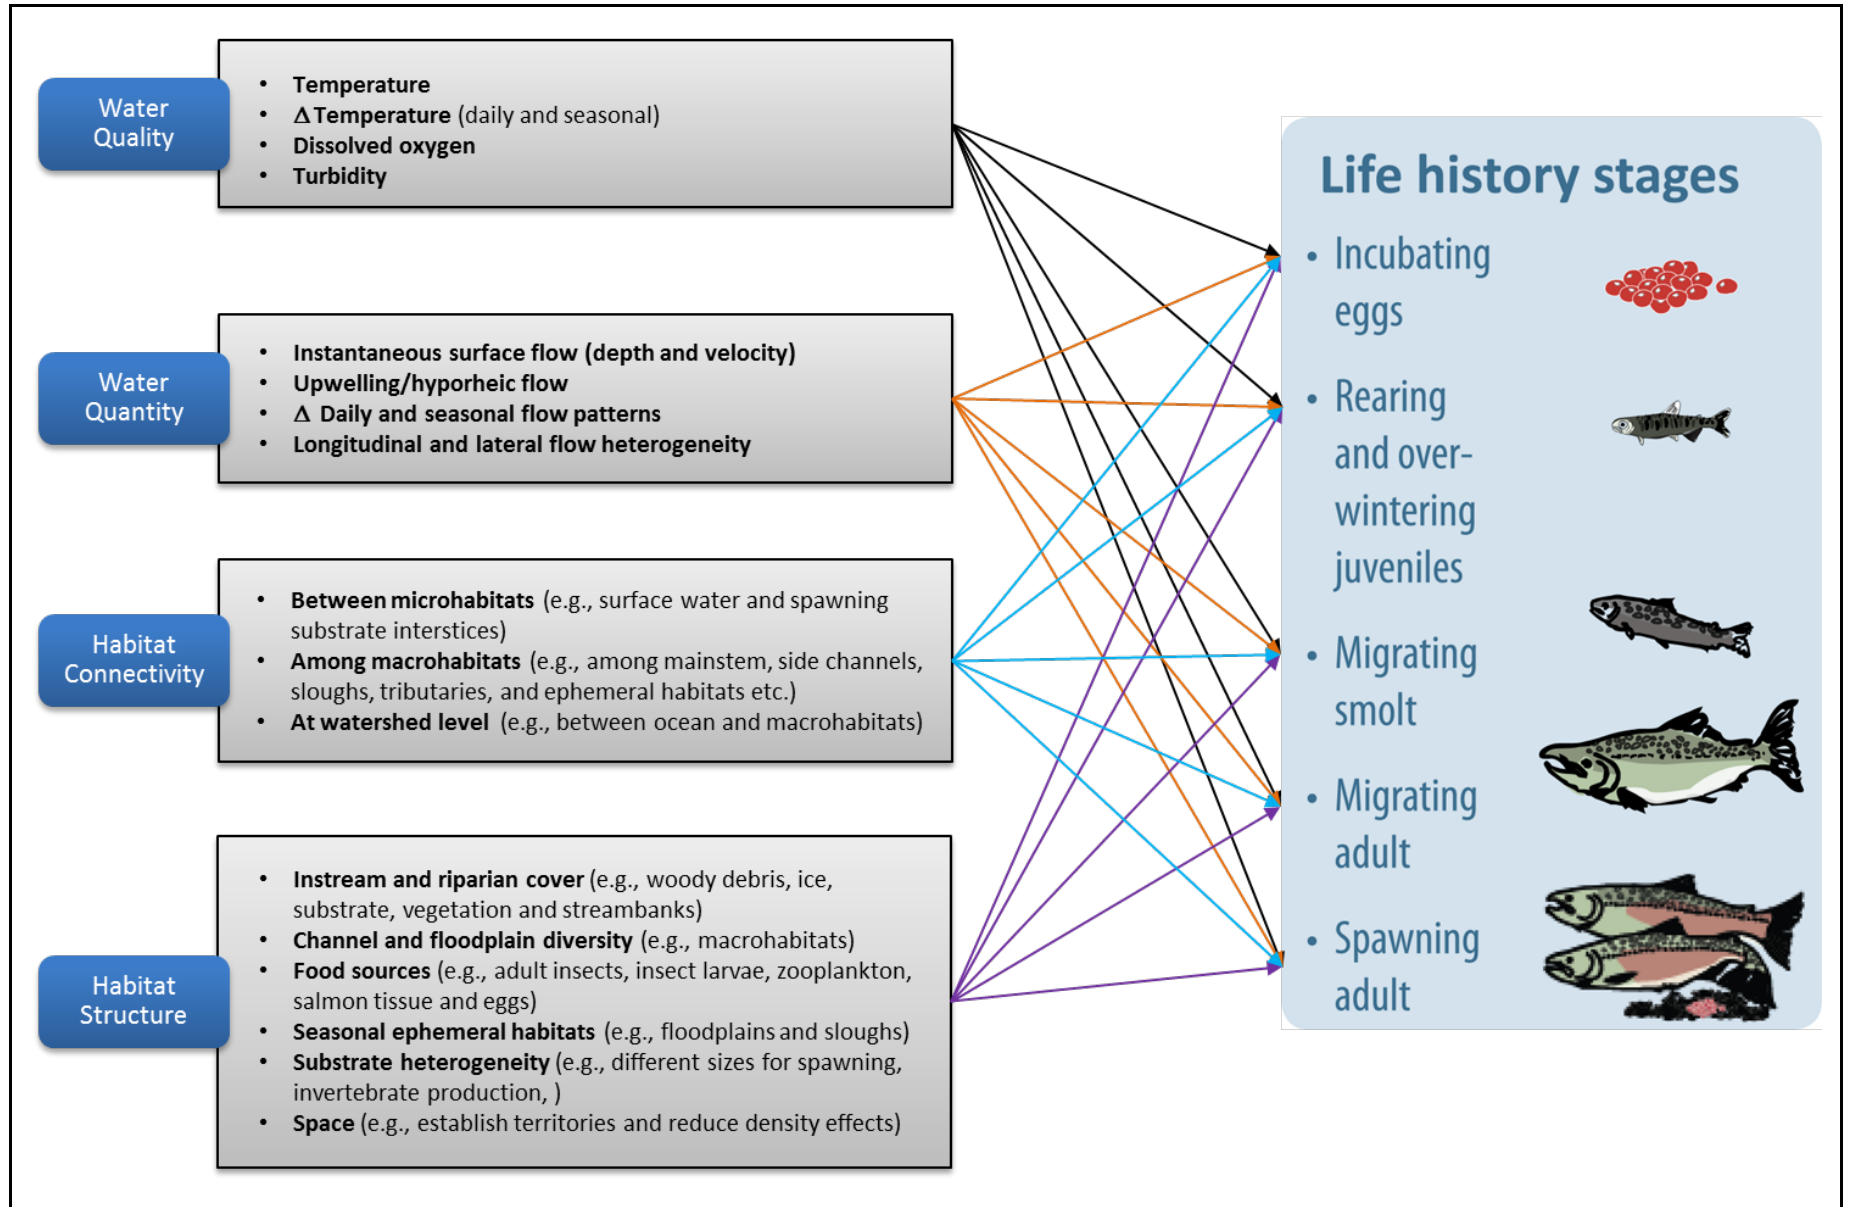 Water
Quality
• Temperature
• Δ Temperature (daily and seasonal)
• Dissolved oxygen
• Turbidity
Water
Quantity
• Instantaneous surface flow (depth and velocity)
• Upwelling/hyporheic flow
• Δ Daily and seasonal flow patterns
• Longitudinal and lateral flow heterogeneity
Habitat
Connectivity
• Between microhabitats (e.g., surface water and spawning
substrate interstices)
• Among macrohabitats (e.g., among mainstem, side channels,
sloughs, tributaries, and ephemeral habitats etc.)
• At watershed level (e.g., between ocean and macrohabitats)
Habitat
Structure
• Instream and riparian cover (e.g., woody debris, ice,
substrate, vegetation and streambanks)
• Channel and floodplain diversity (e.g., macrohabitats)
• Food sources (e.g., adult insects, insect larvae, zooplankton,
salmon tissue and eggs)
• Seasonal ephemeral habitats (e.g., floodplains and sloughs)
• Substrate heterogeneity (e.g., different sizes for spawning,
invertebrate production, )
• Space (e.g., establish territories and reduce density effects)
Life history stages
• Incubating
eggs
• Rearing
and over-
wintering
juveniles
• Migrating
smolt
• Migrating
adult
• Spawning
adult